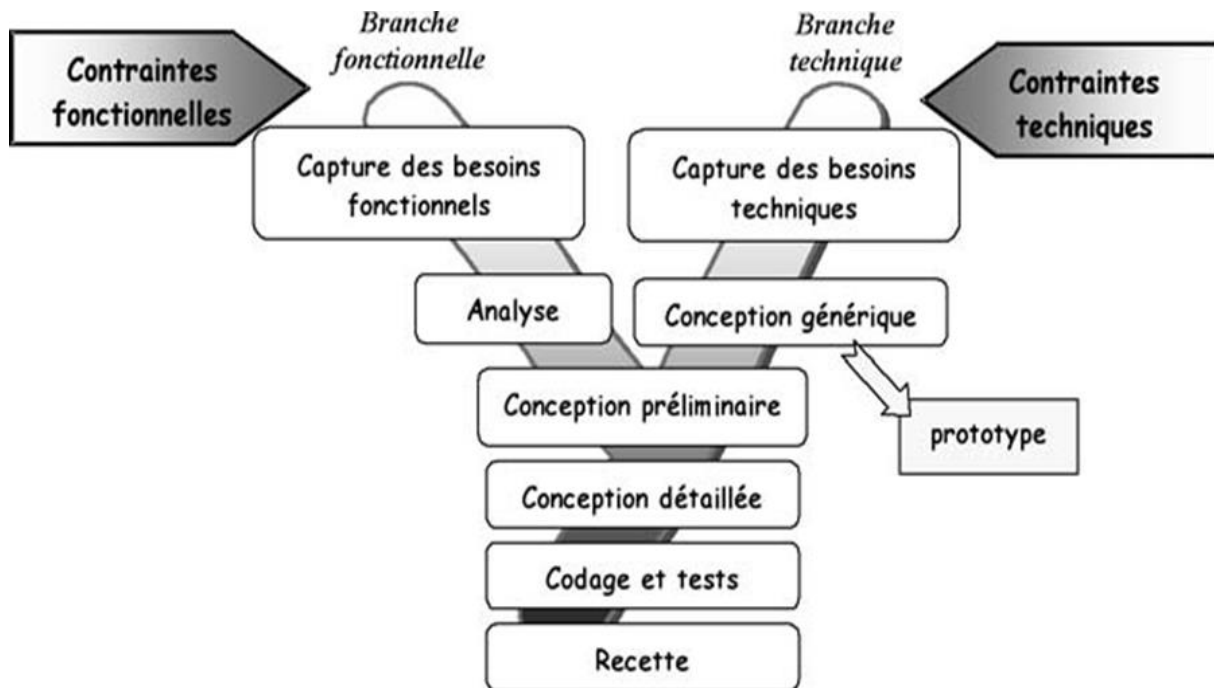 Branche
fonctionnelle
Branche
technique
Contraintes
fonctionnelles
Contraintes
techniques
Capture des besoins
fonctionnels
Capture des besoins
techniques
Analyse
Conception générique
Conception préliminaire
prototype
Conception détaillée
Codage et tests
Recette